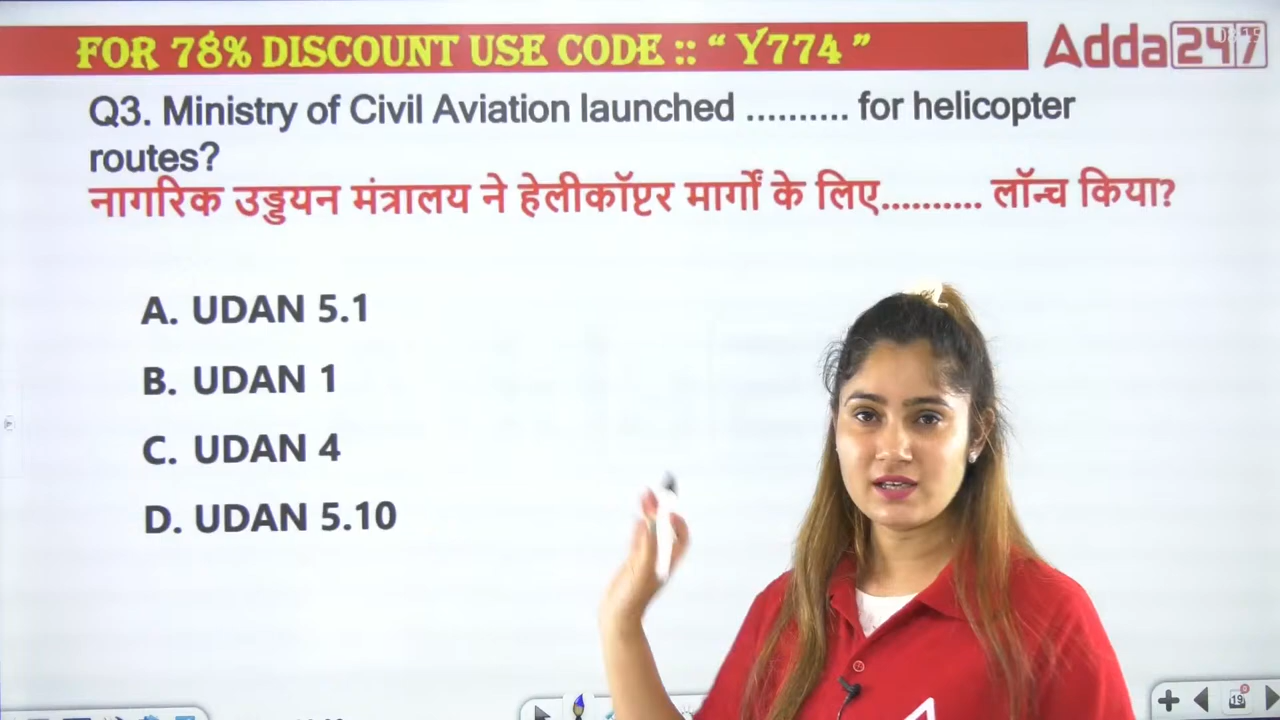 FOR 78% DISCOUNT USE CODE :: “ Y774 ”
Adda247
Q3. Ministry of Civil Aviation launched .......... for helicopter
routes?
नागरिक उड्डयन मंत्रालय ने हेलीकॉप्टर मार्गों के लिए.......... लॉन्च किया?
A. UDAN 5.1
B. UDAN 1
C. UDAN 4
D. UDAN 5.10
19